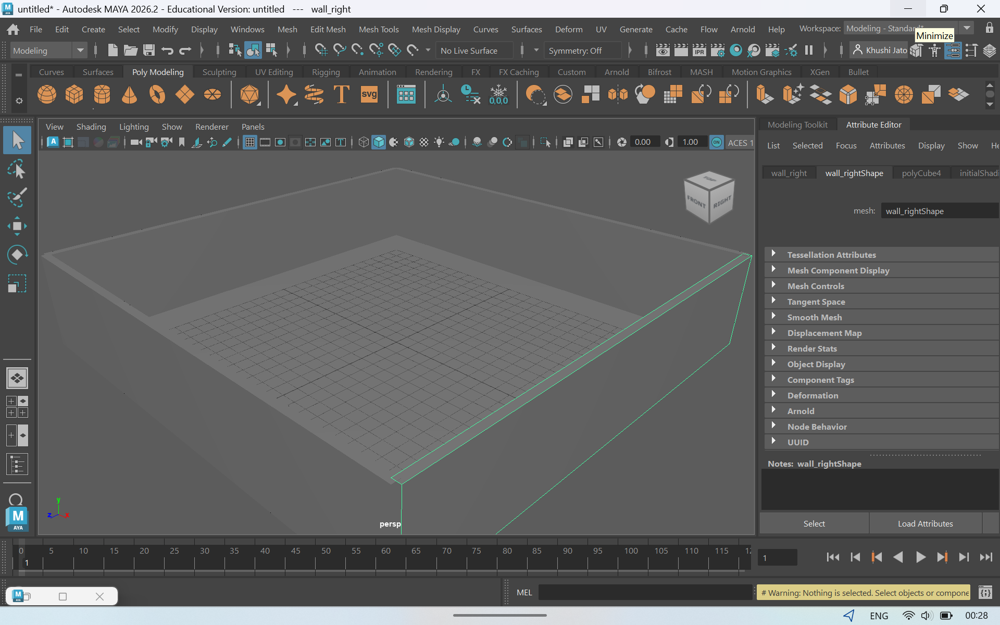 untitled* - Autodesk MAYA 2026.2 - Educational Version: untitled --- wall_right
File Edit Create Select Modify Display Windows Mesh Edit Mesh Mesh Tools Mesh Display Curves Surfaces Deform UV Generate Cache Flow Arnold Help Workspace: Modeling - Standard*
Minimize
Modeling No Live Surface Symmetry: Off IPR Khushi Jato
Curves Surfaces Poly Modeling Sculpting UV Editing Rigging Animation Rendering FX FX Caching Custom Arnold Bifrost MASH Motion Graphics XGen Bullet
T svg 0,0,0
View Shading Lighting Show Renderer Panels
0.00 1.00 ON ACES 1
TOP
FRONT RIGHT
persp
y
z x
Modeling Toolkit Attribute Editor
List Selected Focus Attributes Display Show He
wall_right wall_rightShape polyCube4 initialShadi
mesh: wall_rightShape
Tessellation Attributes
Mesh Component Display
Mesh Controls
Tangent Space
Smooth Mesh
Displacement Map
Render Stats
Object Display
Component Tags
Deformation
Arnold
Node Behavior
UUID
Notes: wall_rightShape
Select Load Attributes
M
AYA
0 5 10 15 20 25 30 35 40 45 50 55 60 65 70 75 80 85 90 95 100 105 110 115 12
1
1
MEL # Warning: Nothing is selected. Select objects or compone
ENG 00:28